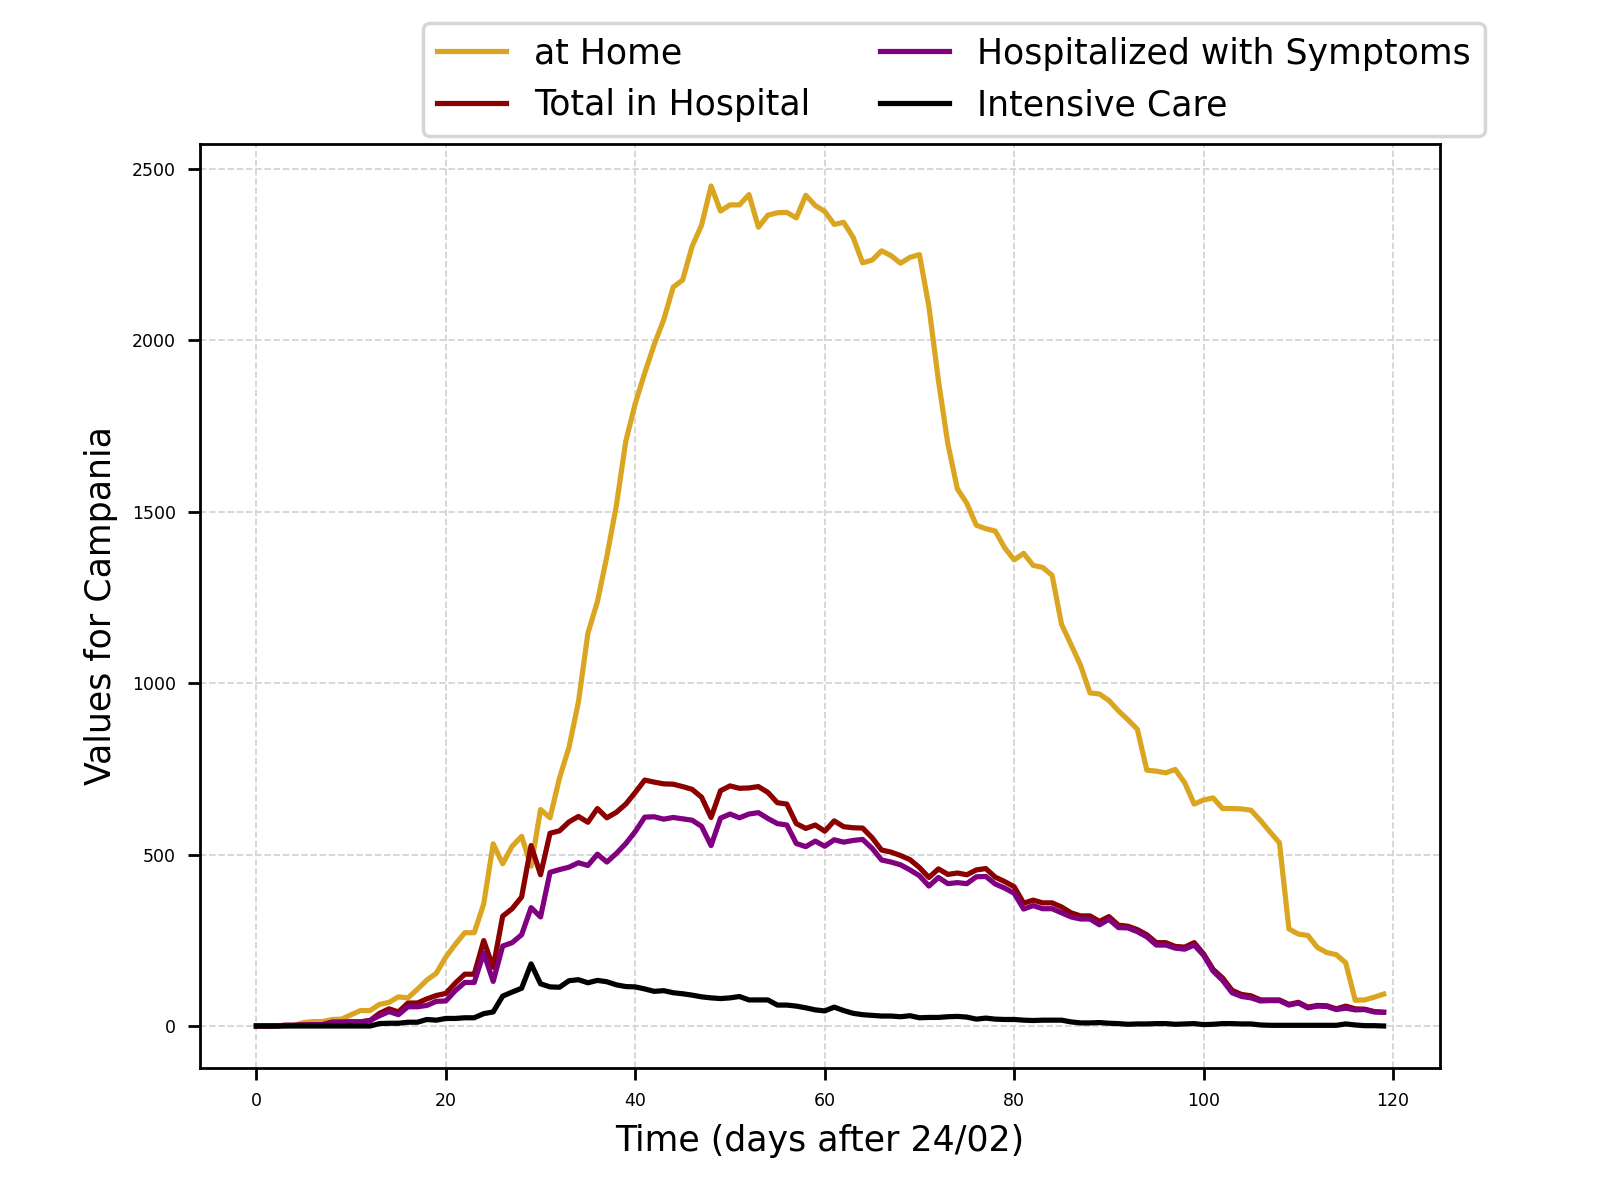 at Home
Total in Hospital
Hospitalized with Symptoms
Intensive Care
2500
2000
1500
1000
500
0
Values for Campania
0 20 40 60 80 100 120
Time (days after 24/02)